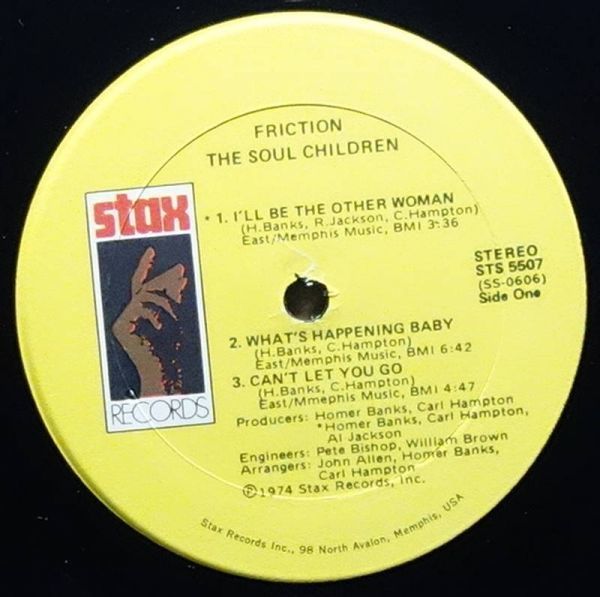 FRICTION
THE SOUL CHILDREN
stax
RECORDS
* 1. I'LL BE THE OTHER WOMAN
(H.Banks, R.Jackson, C.Hampton)
East/Memphis Music, BMI 3:36
STEREO
STS 5507
(SS-0606)
Side One
2. WHAT'S HAPPENING BABY
(H.Banks, C.Hampton)
East/Memphis Music, BMI 6:42
3. CAN'T LET YOU GO
(H.Banks, C.Hampton)
East/Mmephis Music, BMI 4:47
Producers: Homer Banks, Carl Hampton
*Homer Banks, Carl Hampton,
Al Jackson
Engineers: Pete Bishop, William Brown
Arrangers: John Allen, Homer Banks,
Carl Hampton
℗1974 Stax Records, Inc.
Stax Records Inc., 98 North Avalon, Memphis, USA